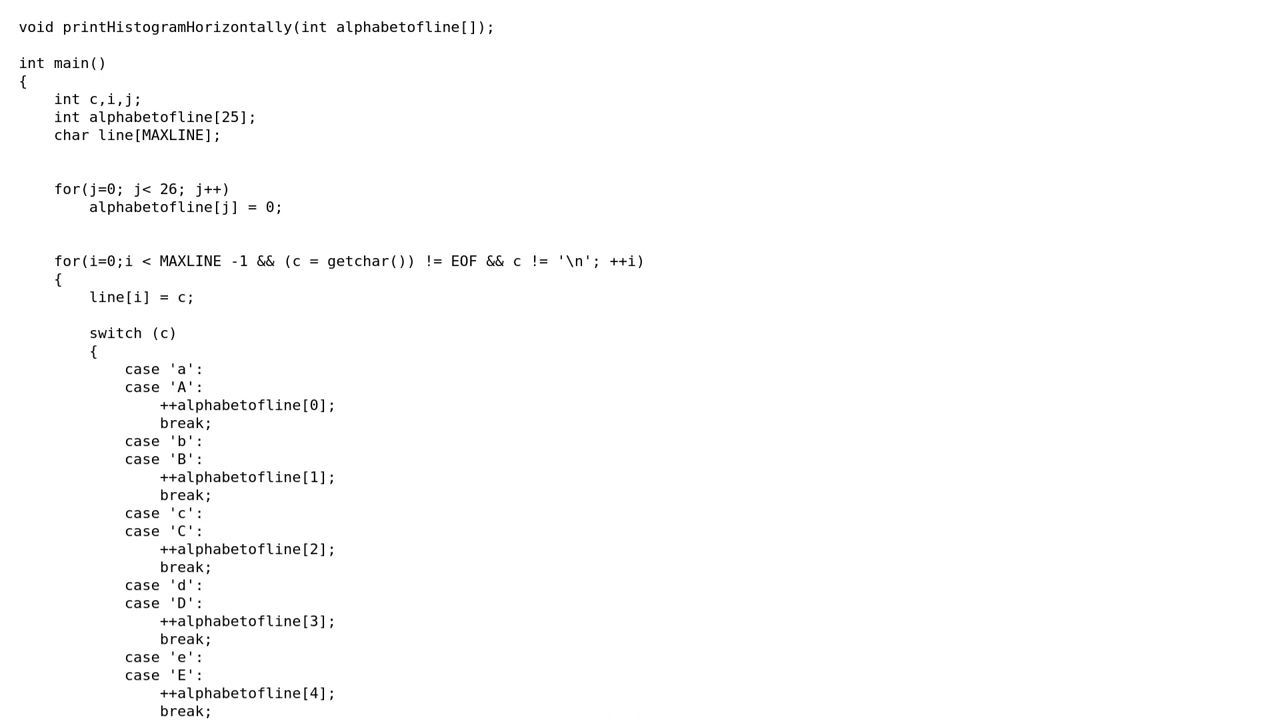 void printHistogramHorizontally(int alphabetofline[]);

int main()
{
    int c,i,j;
    int alphabetofline[25];
    char line[MAXLINE];


    for(j=0; j< 26; j++)
        alphabetofline[j] = 0;


    for(i=0;i < MAXLINE -1 && (c = getchar()) != EOF && c != '\n'; ++i)
    {
        line[i] = c;

        switch (c)
        {
            case 'a':
            case 'A':
                ++alphabetofline[0];
                break;
            case 'b':
            case 'B':
                ++alphabetofline[1];
                break;
            case 'c':
            case 'C':
                ++alphabetofline[2];
                break;
            case 'd':
            case 'D':
                ++alphabetofline[3];
                break;
            case 'e':
            case 'E':
                ++alphabetofline[4];
                break;